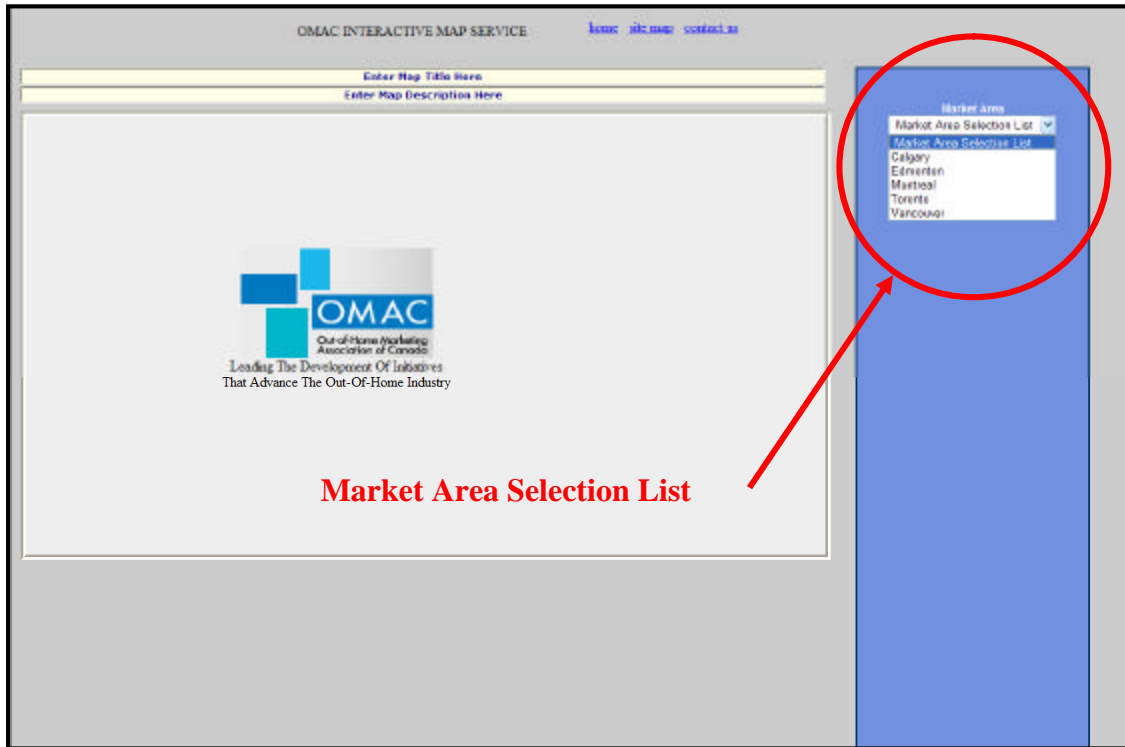 OMAC INTERACTIVE MAP SERVICE home site map contact us
Enter Map Title Here
Enter Map Description Here
Market Area
Market Area Selection List
Market Area Selection List
Calgary
Edmonton
Montreal
Toronto
Vancouver
OMAC
Out-of-Home Marketing
Association of Canada
Leading The Development Of Initiatives
That Advance The Out-Of-Home Industry
Market Area Selection List